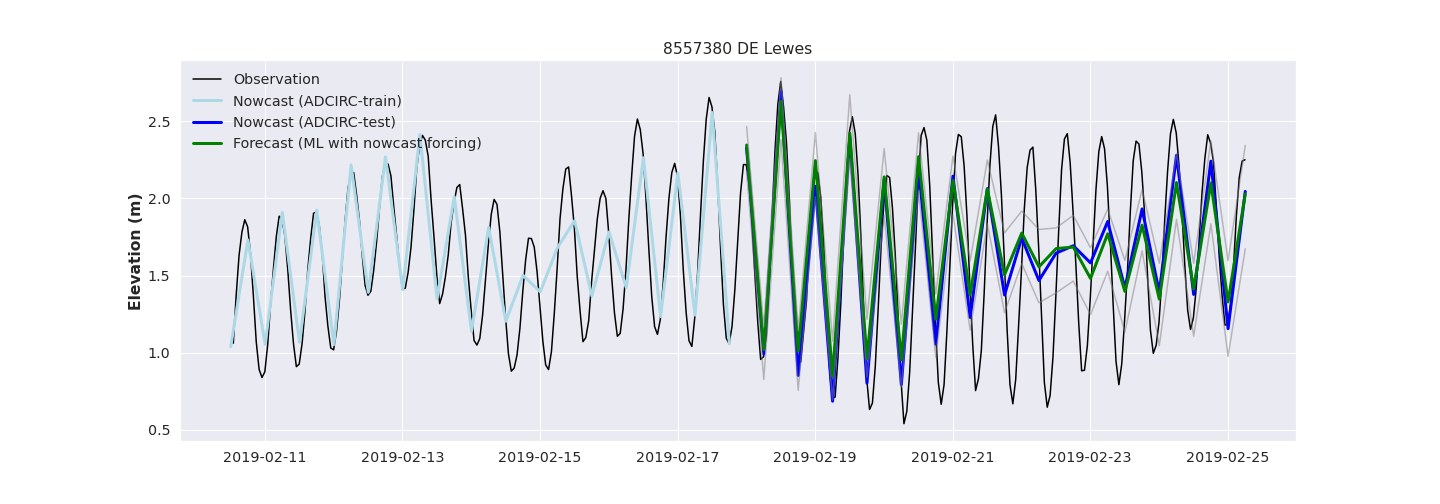 8557380 DE Lewes
Observation
Nowcast (ADCIRC-train)
Nowcast (ADCIRC-test)
Forecast (ML with nowcast forcing)
Elevation (m)
2.5
2.0
1.5
1.0
0.5
2019-02-11 2019-02-13 2019-02-15 2019-02-17 2019-02-19 2019-02-21 2019-02-23 2019-02-25